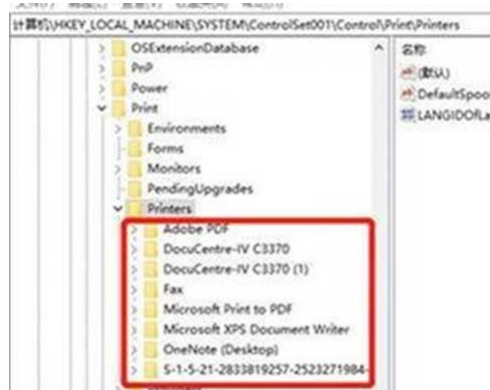 计算机\HKEY_LOCAL_MACHINE\SYSTEM\ControlSet001\Control\Print\Printers
OSExtensionDatabase
名称
PnP
(默认)
Power
DefaultSpoo
Print
LANGIDOfLa
Environments
Forms
Monitors
PendingUpgrades
Printers
Adobe PDF
DocuCentre-IV C3370
DocuCentre-IV C3370 (1)
Fax
Microsoft Print to PDF
Microsoft XPS Document Writer
OneNote (Desktop)
S-1-5-21-2833819257-2523271984-